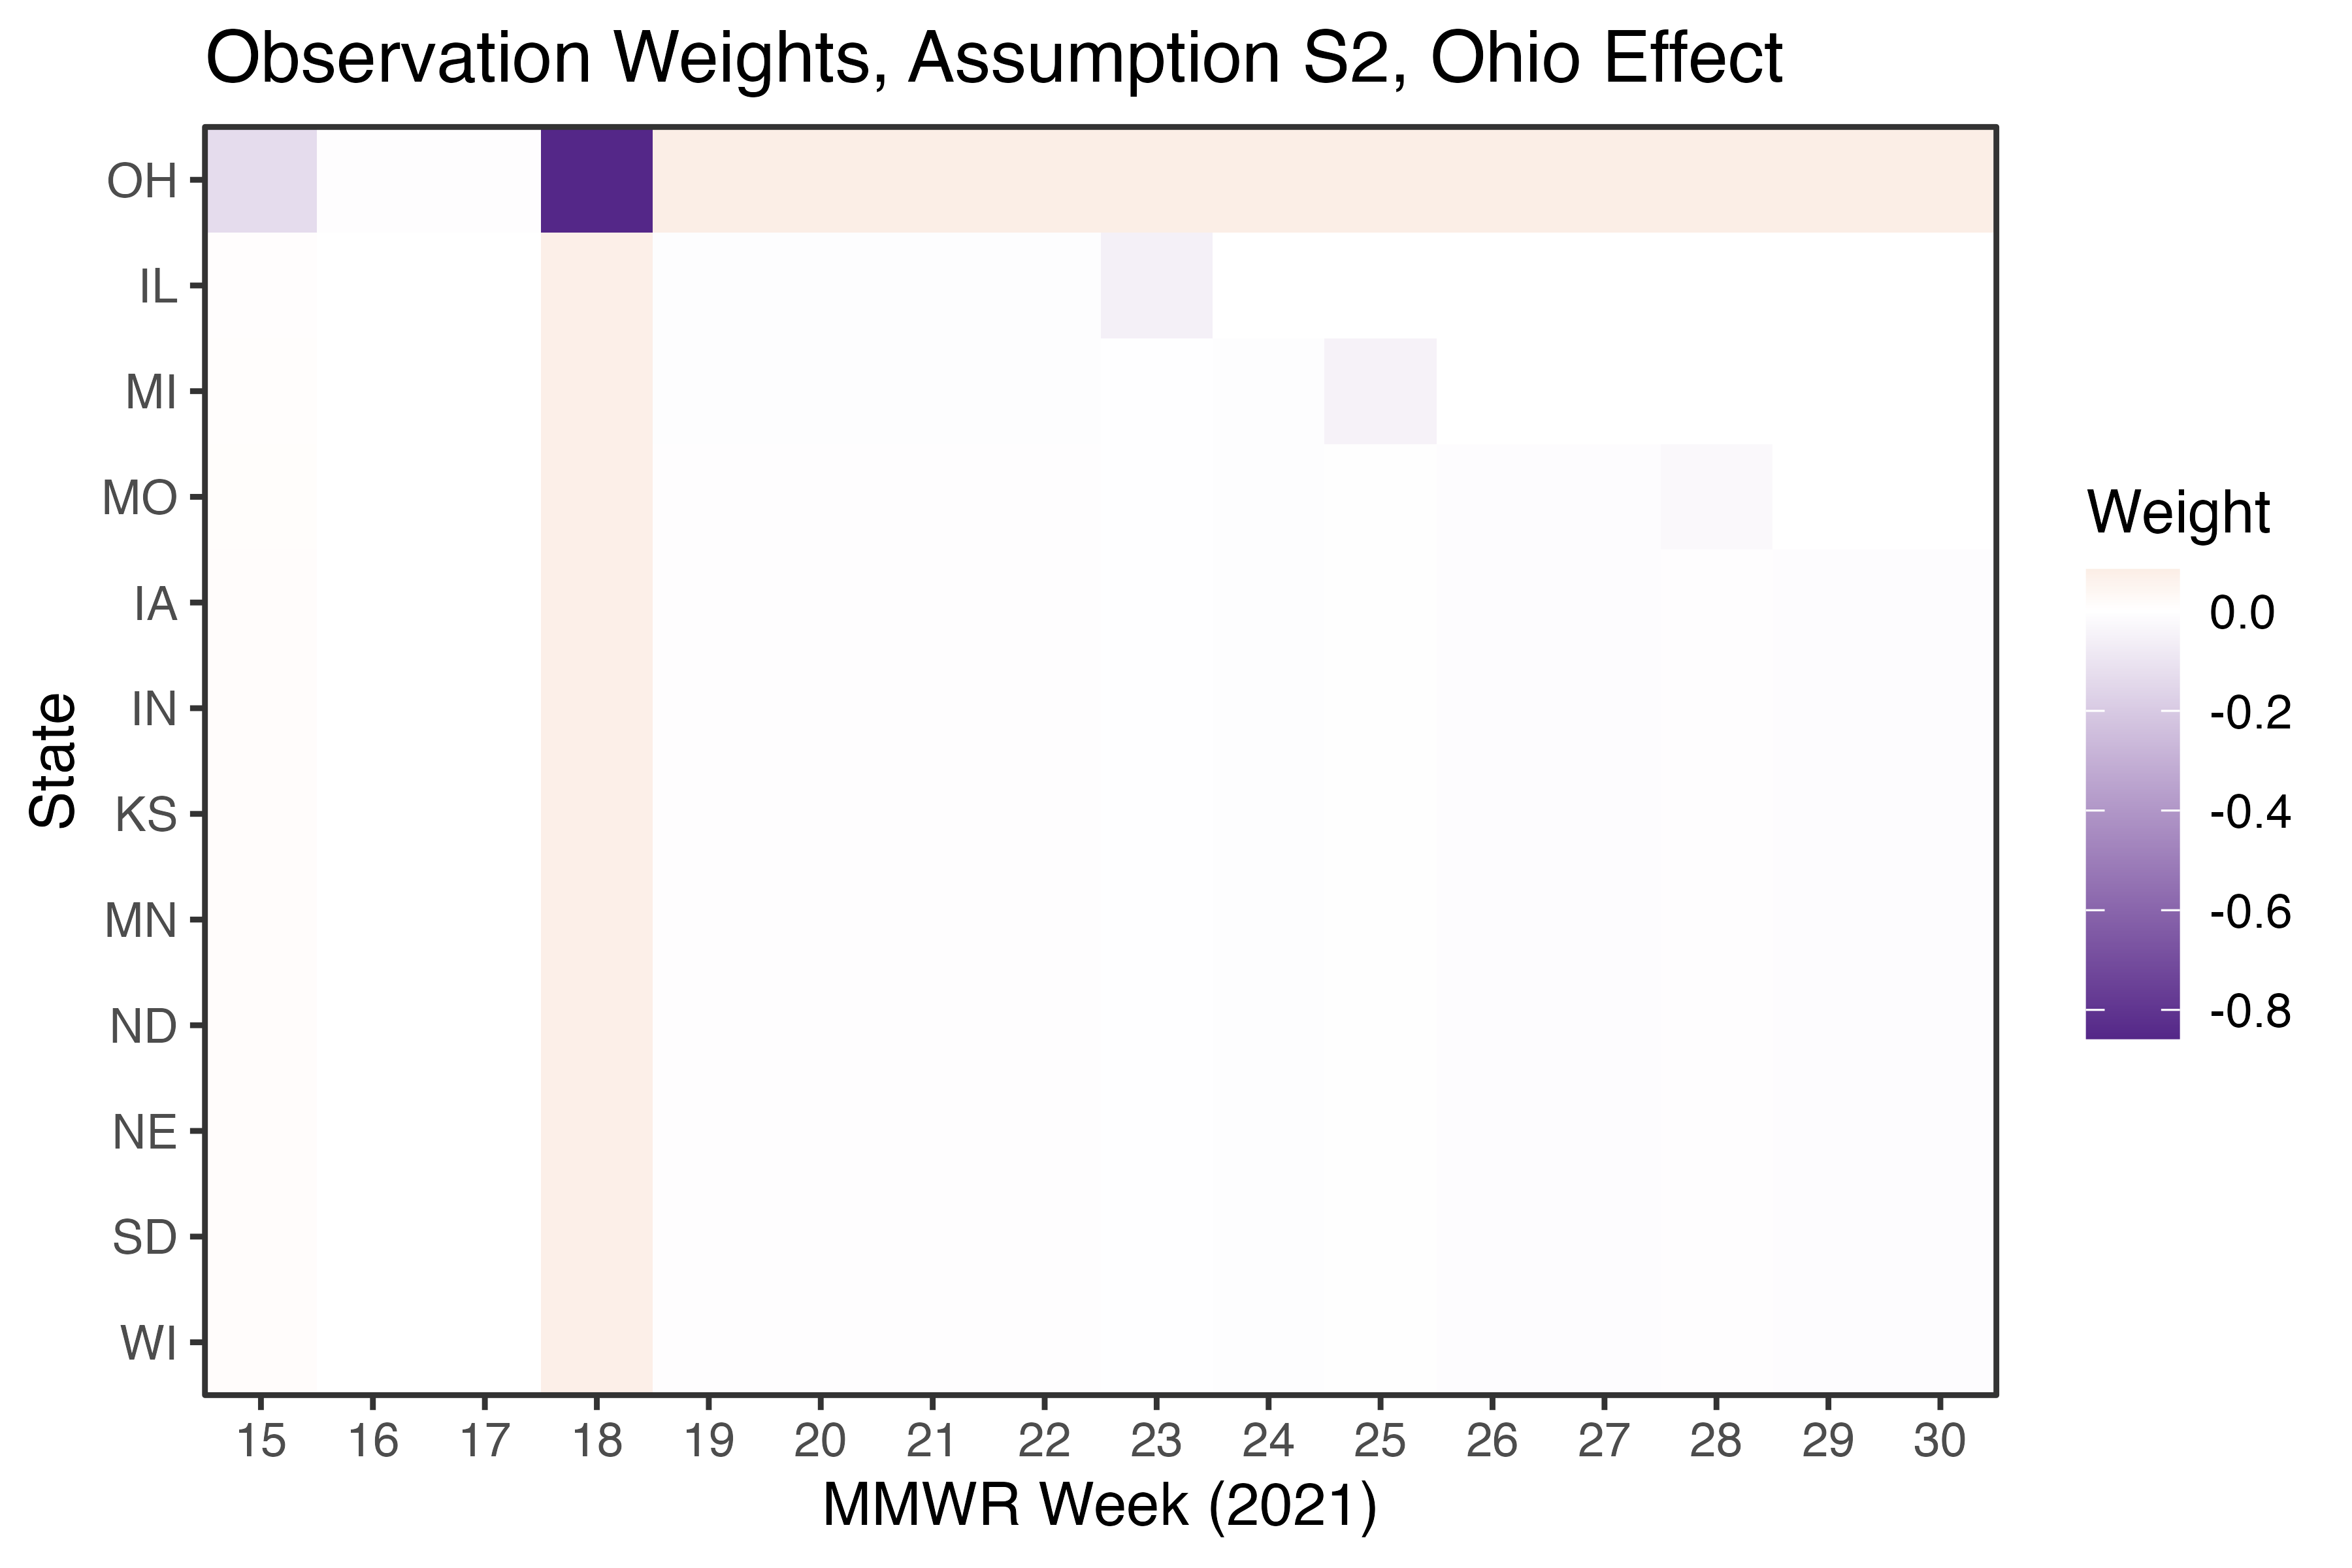 Observation Weights, Assumption S2, Ohio Effect
State
OH
IL
MI
MO
IA
IN
KS
MN
ND
NE
SD
WI
15 16 17 18 19 20 21 22 23 24 25 26 27 28 29 30
MMWR Week (2021)
Weight
0.0
-0.2
-0.4
-0.6
-0.8